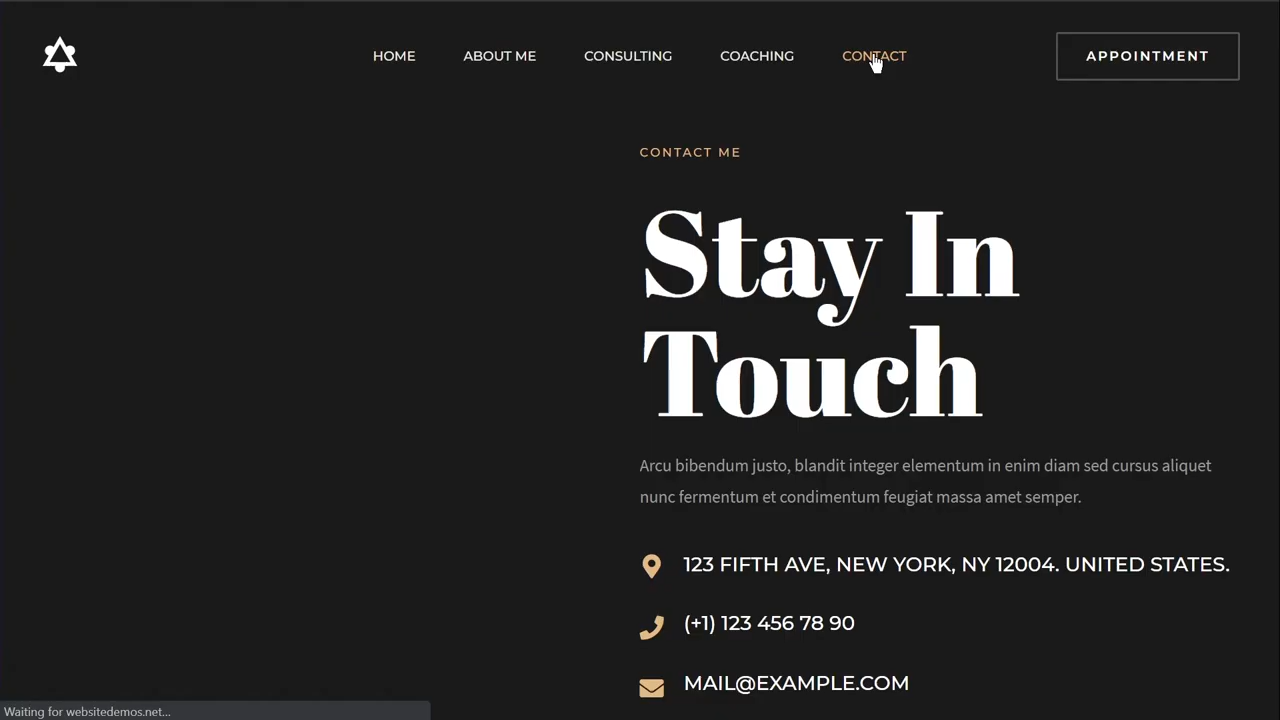 HOME
ABOUT ME
CONSULTING
COACHING
CONTACT
APPOINTMENT
CONTACT ME
Stay In
Touch
Arcu bibendum justo, blandit integer elementum in enim diam sed cursus aliquet
nunc fermentum et condimentum feugiat massa amet semper.
123 FIFTH AVE, NEW YORK, NY 12004. UNITED STATES.
(+1) 123 456 78 90
MAIL@EXAMPLE.COM
Waiting for websitedemos.net...